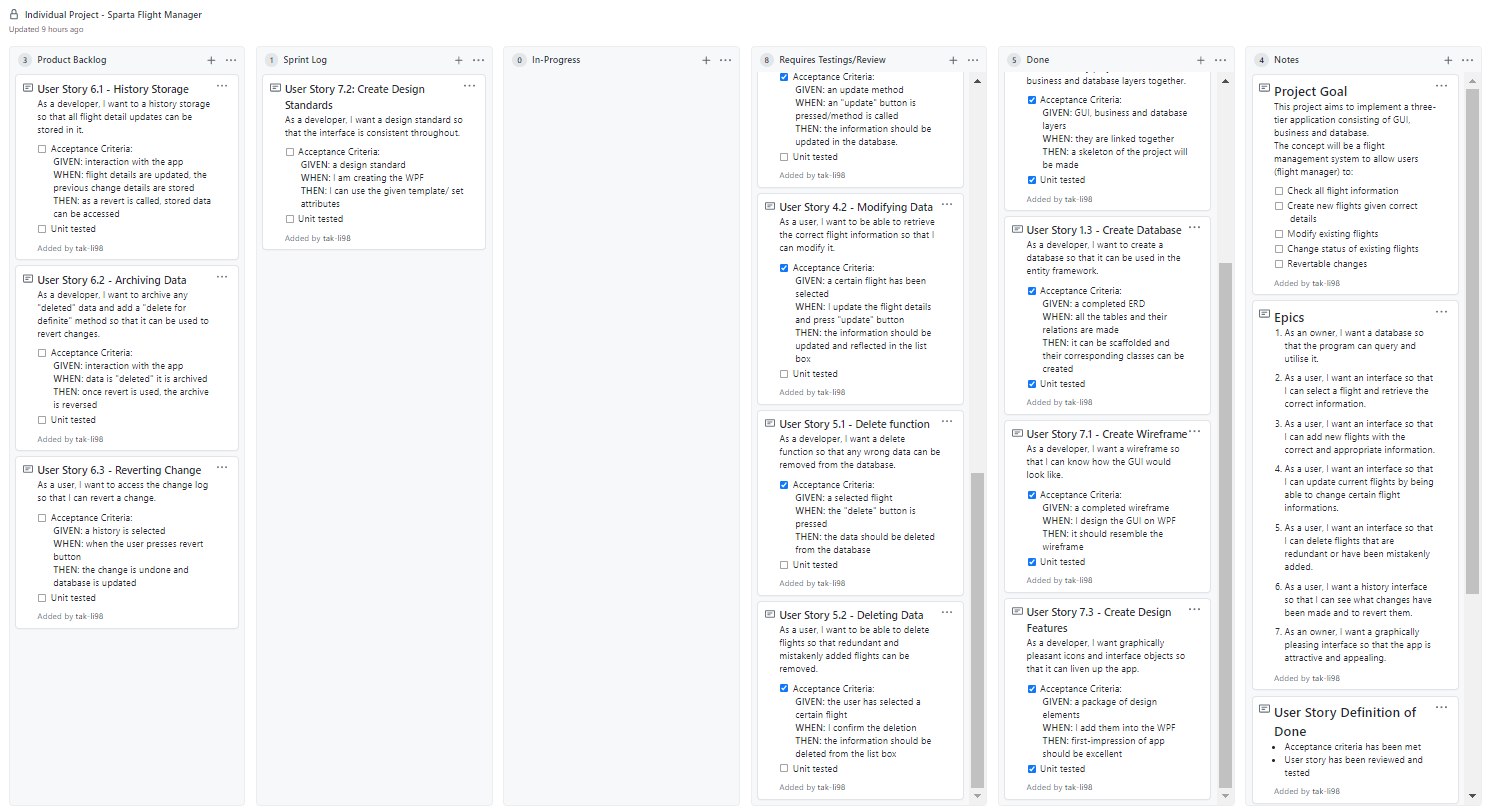 Individual Project - Sparta Flight Manager
Updated 9 hours ago
3 Product Backlog
User Story 6.1 - History Storage
As a developer, I want to a history storage
so that all flight detail updates can be
stored in it.
Acceptance Criteria:
GIVEN: interaction with the app
WHEN: flight details are updated, the
previous change details are stored
THEN: as a revert is called, stored data
can be accessed
Unit tested
Added by tak-li98
User Story 6.2 - Archiving Data
As a developer, I want to archive any
"deleted" data and add a "delete for
definite" method so that it can be used to
revert changes.
Acceptance Criteria:
GIVEN: interaction with the app
WHEN: data is "deleted" it is archived
THEN: once revert is used, the archive
is reversed
Unit tested
Added by tak-li98
User Story 6.3 - Reverting Change
As a user, I want to access the change log
so that I can revert a change.
Acceptance Criteria:
GIVEN: a history is selected
WHEN: when the user presses revert
button
THEN: the change is undone and
database is updated
Unit tested
Added by tak-li98
1 Sprint Log
User Story 7.2: Create Design
Standards
As a developer, I want a design standard so
that the interface is consistent throughout.
Acceptance Criteria:
GIVEN: a design standard
WHEN: I am creating the WPF
THEN: I can use the given template/ set
attributes
Unit tested
Added by tak-li98
0 In-Progress
8 Requires Testings/Review
Acceptance Criteria:
GIVEN: an update method
WHEN: an "update" button is
pressed/method is called
THEN: the information should be
updated in the database.
Unit tested
Added by tak-li98
User Story 4.2 - Modifying Data
As a user, I want to be able to retrieve
the correct flight information so that I
can modify it.
Acceptance Criteria:
GIVEN: a certain flight has been
selected
WHEN: I update the flight details
and press "update" button
THEN: the information should be
updated and reflected in the list
box
Unit tested
Added by tak-li98
User Story 5.1 - Delete function
As a developer, I want a delete
function so that any wrong data can be
removed from the database.
Acceptance Criteria:
GIVEN: a selected flight
WHEN: the "delete" button is
pressed
THEN: the data should be deleted
from the database
Unit tested
Added by tak-li98
User Story 5.2 - Deleting Data
As a user, I want to be able to delete
flights so that redundant and
mistakenly added flights can be
removed.
Acceptance Criteria:
GIVEN: the user has selected a
certain flight
WHEN: I confirm the deletion
THEN: the information should be
deleted from the list box
Unit tested
Added by tak-li98
5 Done
business and database layers together.
Acceptance Criteria:
GIVEN: GUI, business and database
layers
WHEN: they are linked together
THEN: a skeleton of the project will
be made
Unit tested
Added by tak-li98
User Story 1.3 - Create Database
As a developer, I want to create a
database so that it can be used in the
entity framework.
Acceptance Criteria:
GIVEN: a completed ERD
WHEN: all the tables and their
relations are made
THEN: it can be scaffolded and
their corresponding classes can be
created
Unit tested
Added by tak-li98
User Story 7.1 - Create Wireframe
As a developer, I want a wireframe so
that I can know how the GUI would
look like.
Acceptance Criteria:
GIVEN: a completed wireframe
WHEN: I design the GUI on WPF
THEN: it should resemble the
wireframe
Unit tested
Added by tak-li98
User Story 7.3 - Create Design
Features
As a developer, I want graphically
pleasant icons and interface objects so
that it can liven up the app.
Acceptance Criteria:
GIVEN: a package of design
elements
WHEN: I add them into the WPF
THEN: first-impression of app
should be excellent
Unit tested
Added by tak-li98
4 Notes
Project Goal
This project aims to implement a three-
tier application consisting of GUI,
business and database.
The concept will be a flight
management system to allow users
(flight manager) to:
Check all flight information
Create new flights given correct
details
Modify existing flights
Change status of existing flights
Revertable changes
Added by tak-li98
Epics
1. As an owner, I want a database so
that the program can query and
utilise it.
2. As a user, I want an interface so that
I can select a flight and retrieve the
correct information.
3. As a user, I want an interface so that
I can add new flights with the
correct and appropriate information.
4. As a user, I want an interface so that
I can update current flights by being
able to change certain flight
informations.
5. As a user, I want an interface so that
I can delete flights that are
redundant or have been mistakenly
added.
6. As a user, I want a history interface
so that I can see what changes have
been made and to revert them.
7. As an owner, I want a graphically
pleasing interface so that the app is
attractive and appealing.
Added by tak-li98
User Story Definition of
Done
Acceptance criteria has been met
User story has been reviewed and
tested
Added by tak-li98